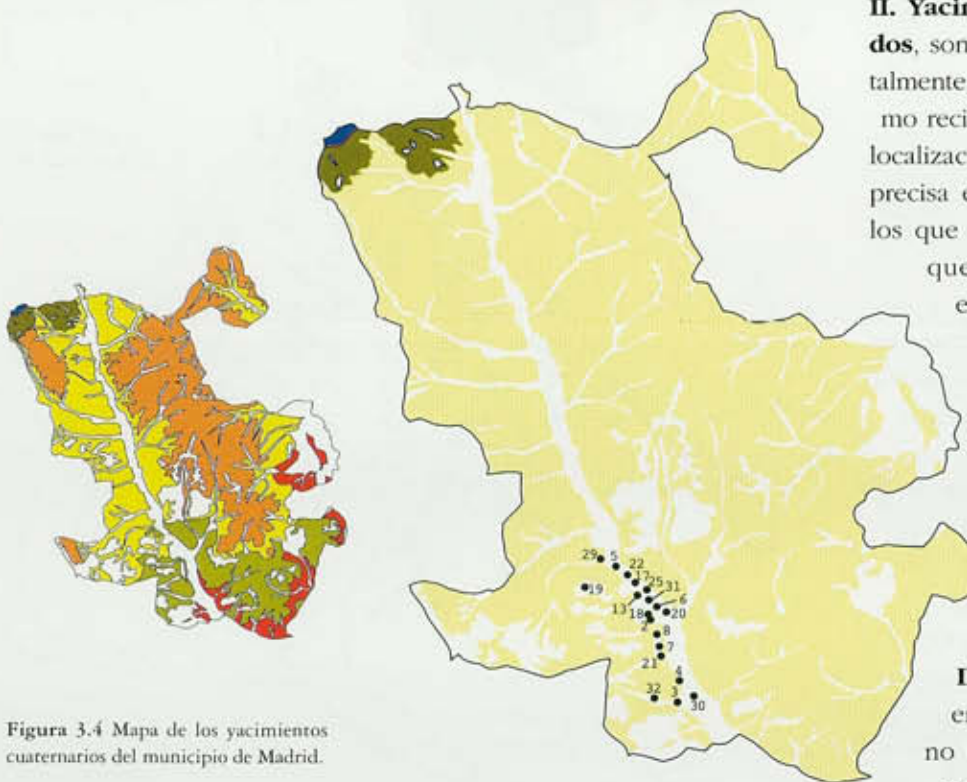 II. Yacin
dos, son
talmente
mo reci
localizac
precisa e
los que
que
e
29
5
22
17
25
31
19
13
6
18
20
2
8
7
21
4
32
3
30
I
e
no
Figura 3.4 Mapa de los yacimientos
cuaternarios del municipio de Madrid.